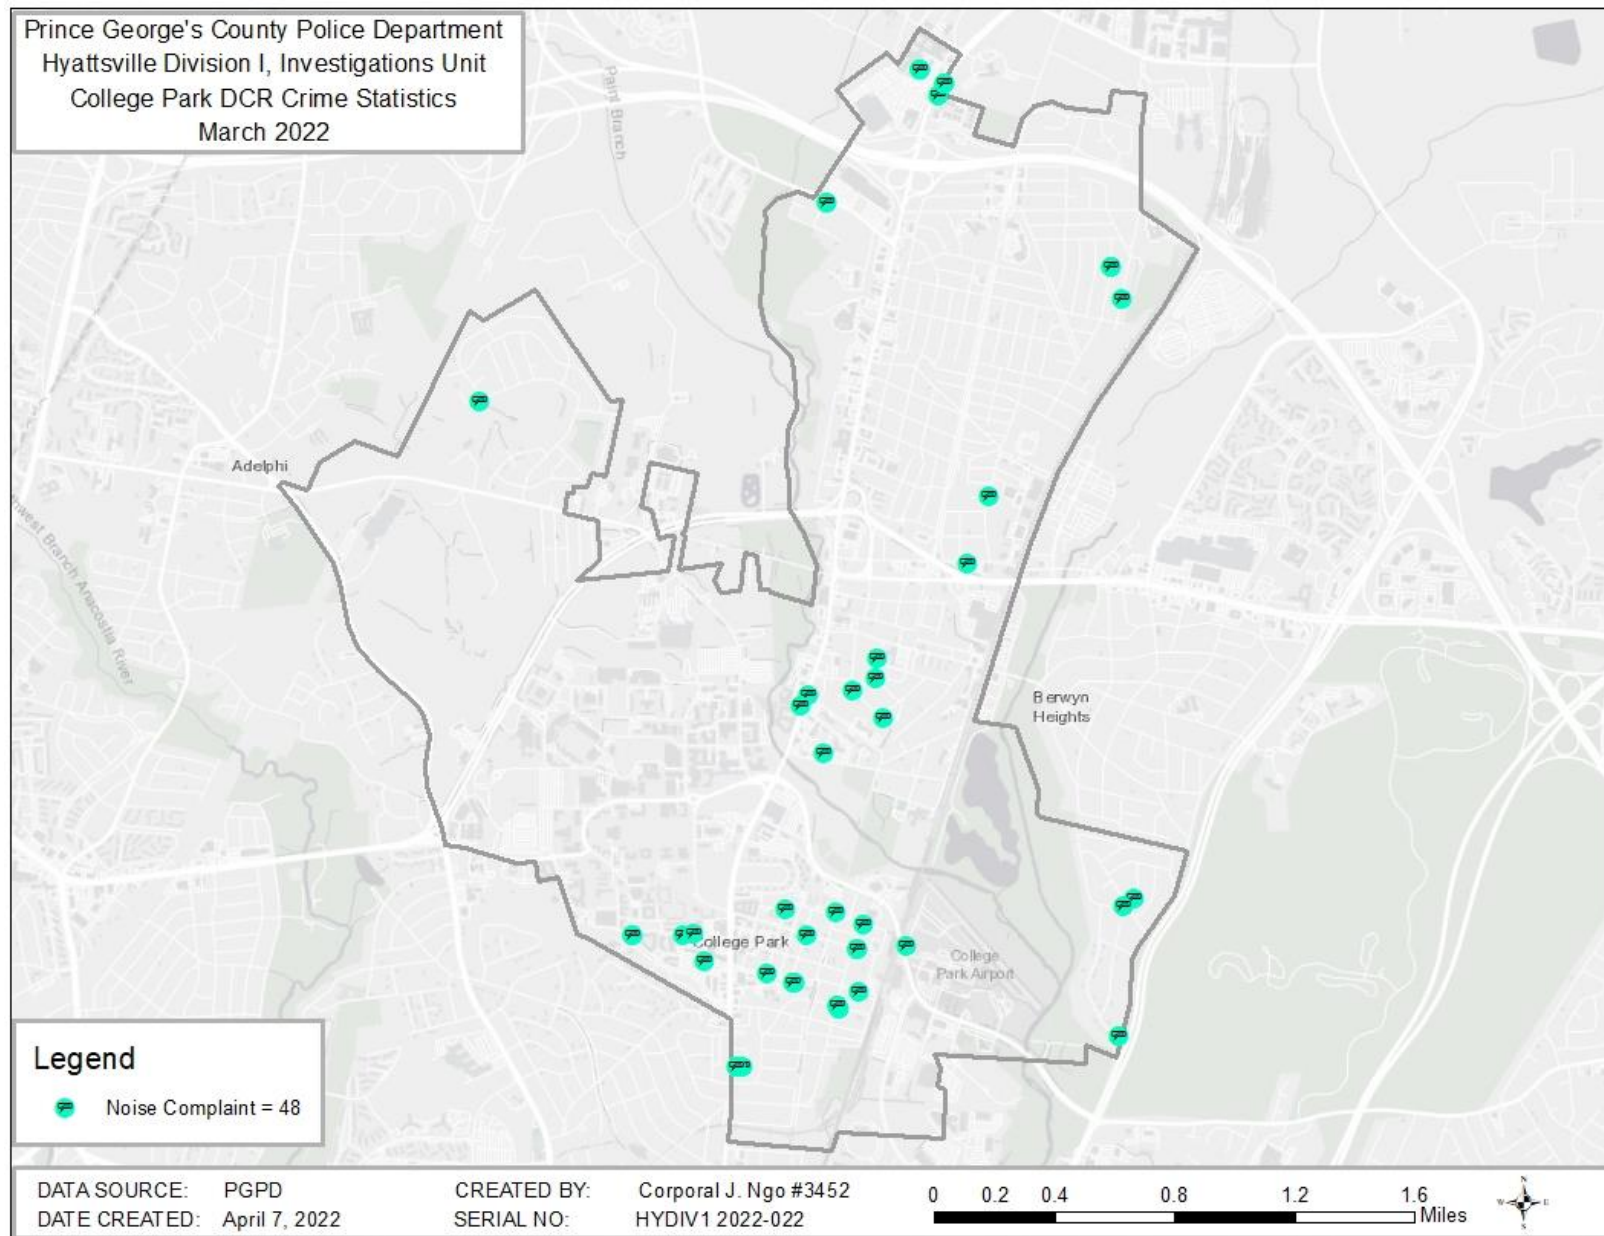 Prince George's County Police Department
Hyattsville Division I, Investigations Unit
College Park DCR Crime Statistics
March 2022
Paint Branch
Adelphi
Branch Anacostia River
Berwyn
Heights
College Park
College
Park Airport
Legend
Noise Complaint = 48
DATA SOURCE: PGPD
DATE CREATED: April 7, 2022
CREATED BY: Corporal J. Ngo #3452
SERIAL NO: HYDIV1 2022-022
0 0.2 0.4 0.8 1.2 1.6
Miles
N
W E
S